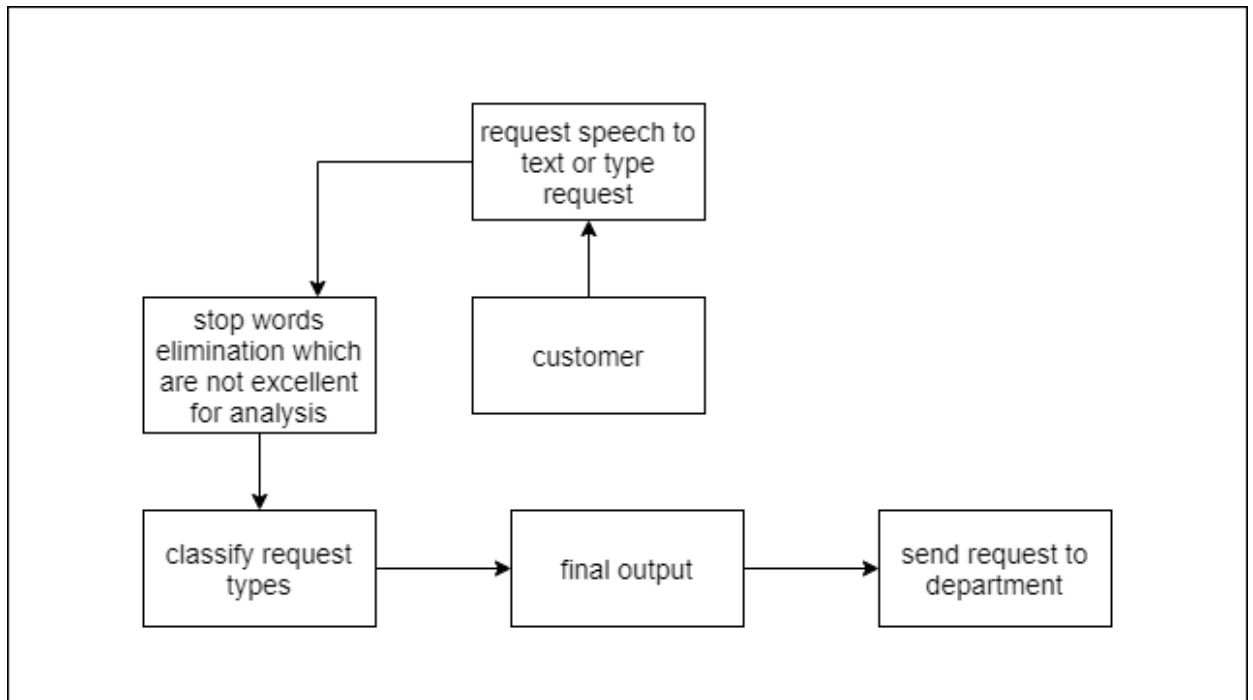 request speech to
text or type
request
stop words
elimination which
are not excellent
for analysis
customer
classify request
types
final output
send request to
department